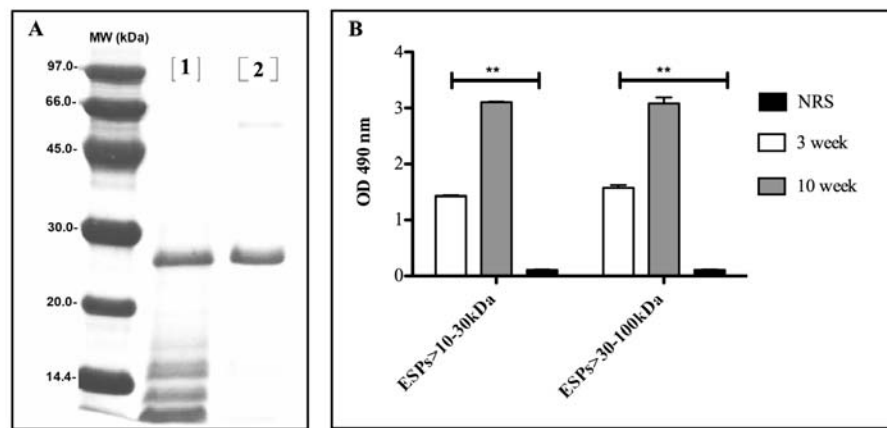 A
MW (kDa)
[1]
[2]
97.0-
66.0-
45.0-
30.0-
20.0-
14.4-
B
4
3
2
1
0
OD 490 nm
**
**
ESPs>10-30kDa
ESPs>30-100kDa
NRS
3 week
10 week